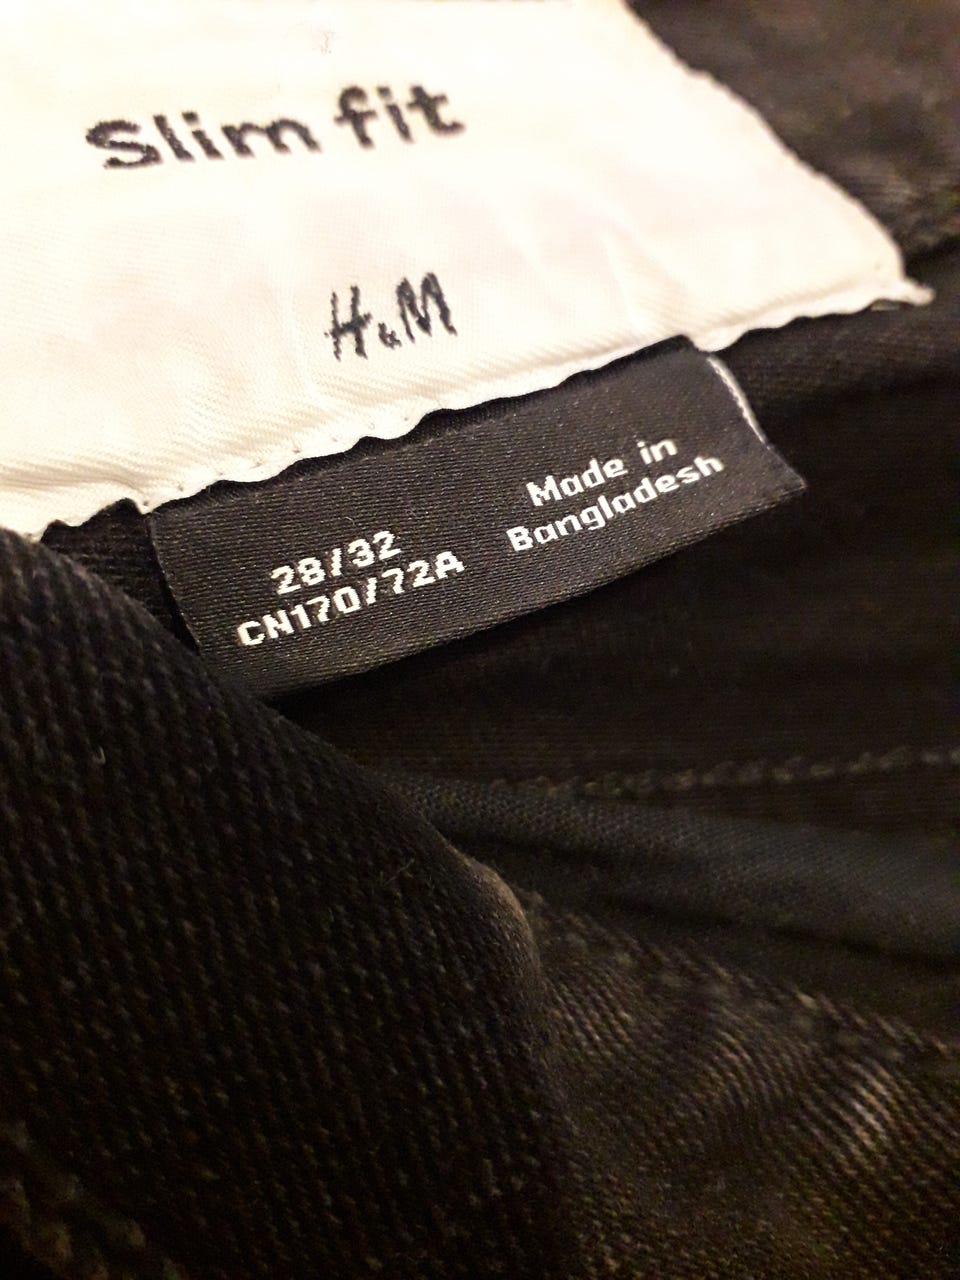 Slim fit
H&M
28/32
CN170/72A
Made in
Bangladesh